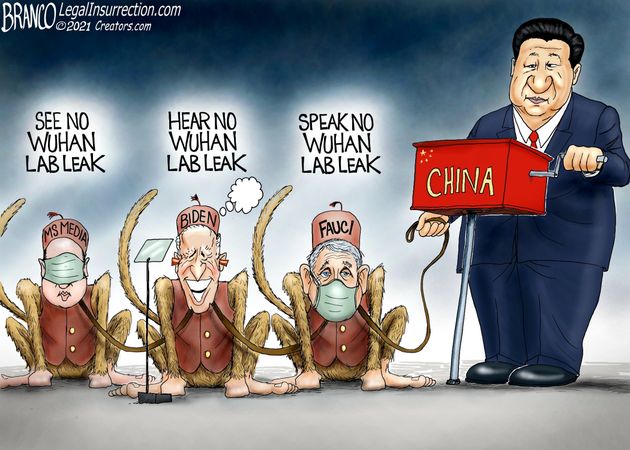 BRANCO LegalInsurrection.com
©2021 Creators.com
SEE NO
WUHAN
LAB LEAK
HEAR NO
WUHAN
LAB LEAK
SPEAK NO
WUHAN
LAB LEAK
MS MEDIA
BIDEN
FAUCI
CHINA